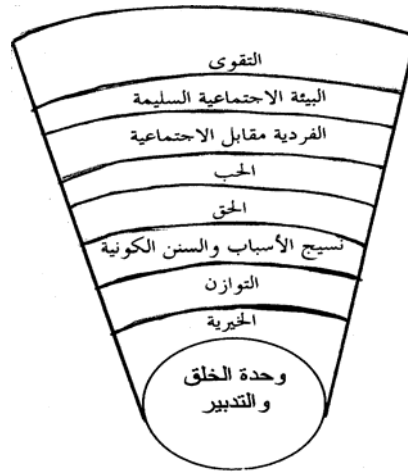 التقوى
البيئة الاجتماعية السليمة
الفردية مقابل الاجتماعية
الحب
الحق
نسيج الأسباب والسنن الكونية
التوازن
الخيرية
وحدة الخلق
والتدبير